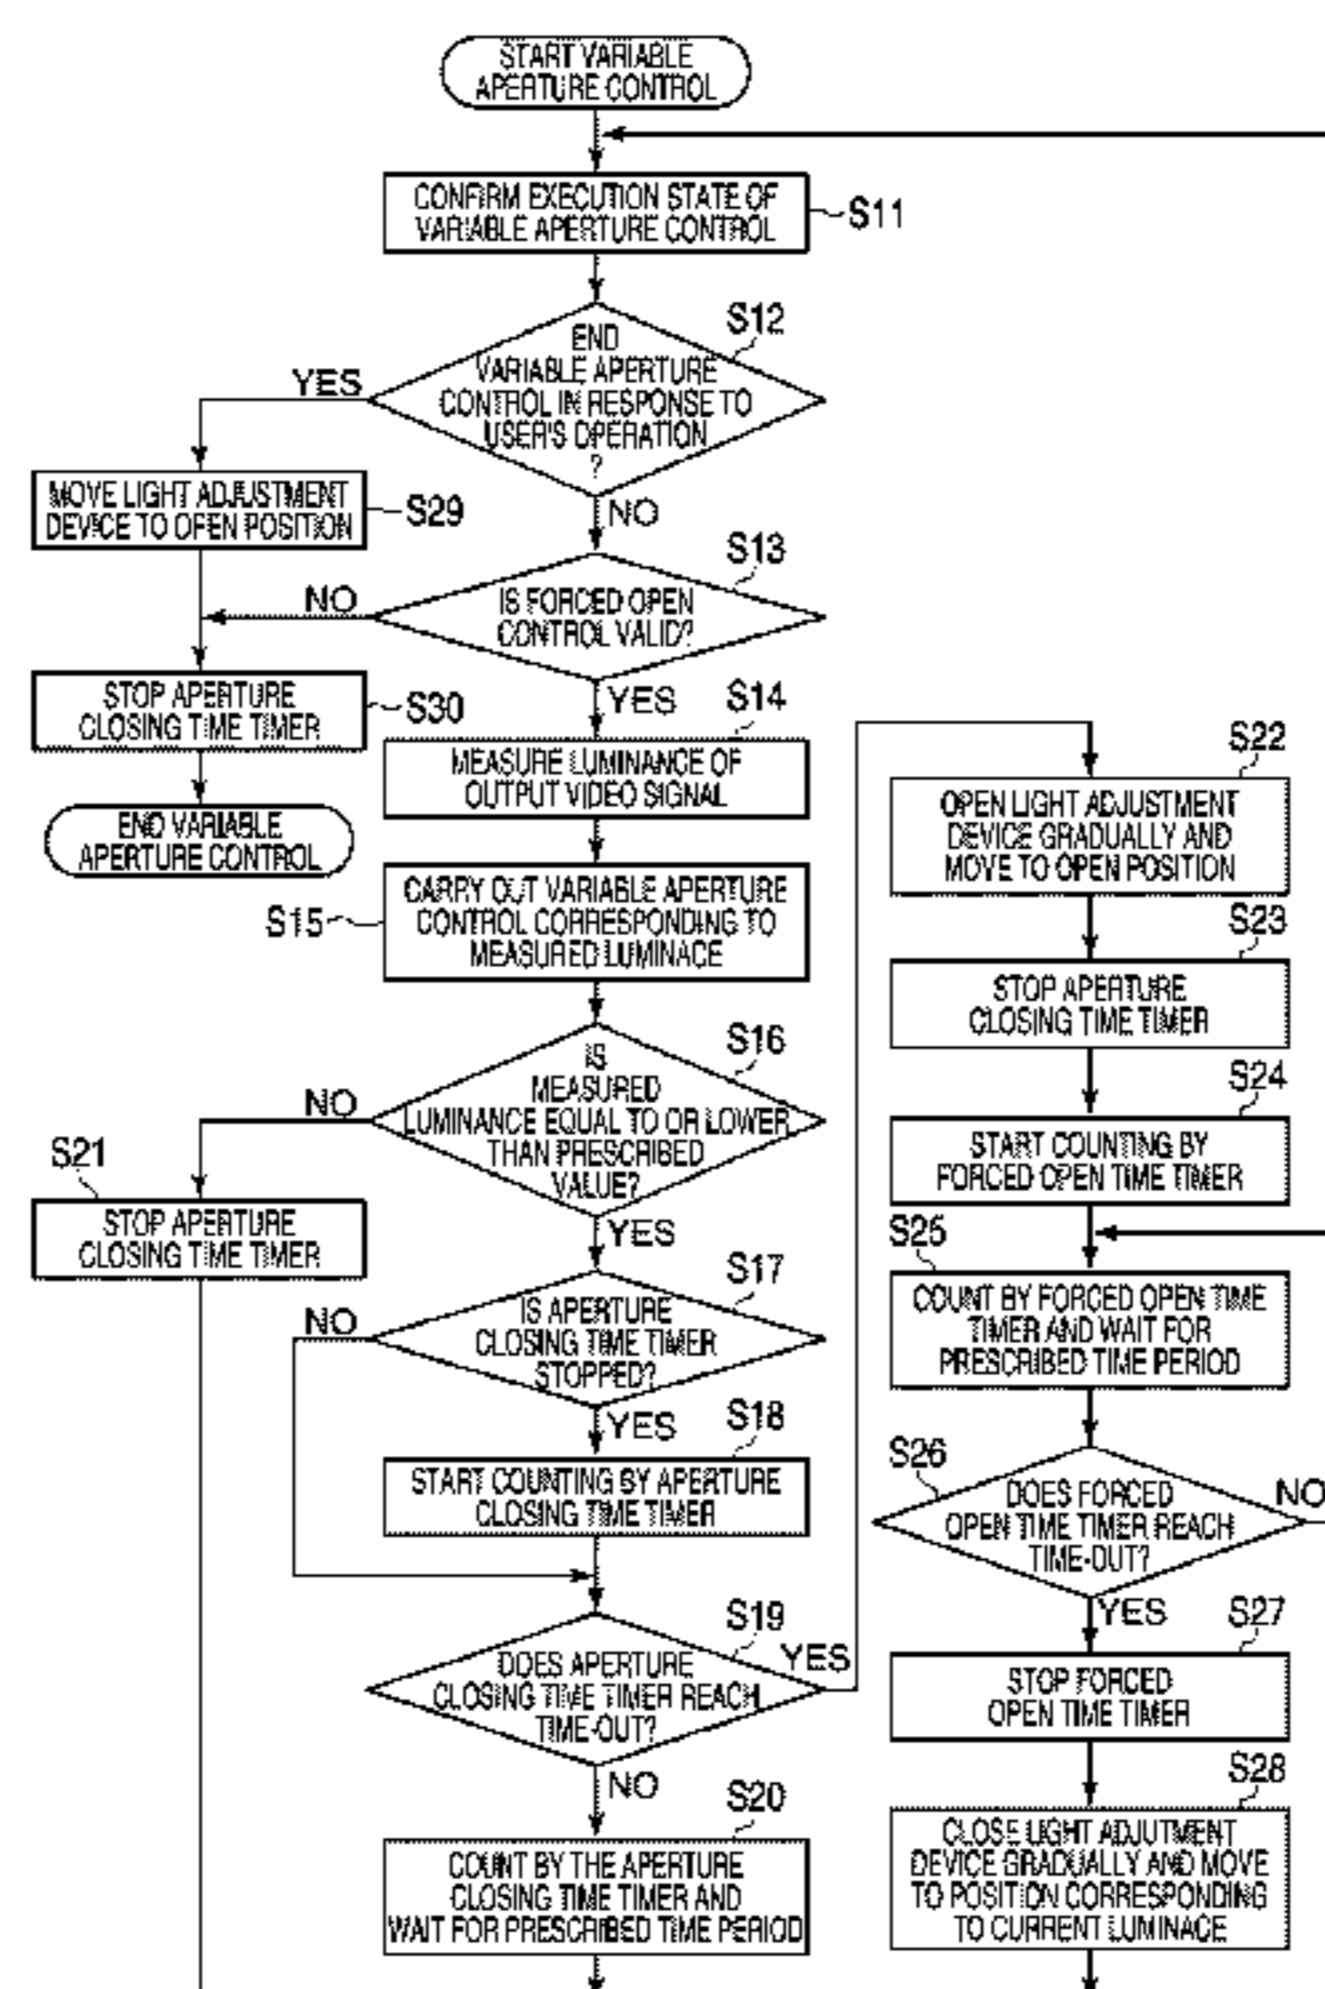 START VARIABLE
APERTURE CONTROL
CONFIRM EXECUTION STATE OF
VARIABLE APERTURE CONTROL
S11
S12
END
VARIABLE APERTURE
CONTROL IN RESPONSE TO
USER'S OPERATION
?
YES
NO
MOVE LIGHT ADJUSTMENT
DEVICE TO OPEN POSITION
S29
S13
IS FORCED OPEN
CONTROL VALID?
NO
YES
STOP APERTURE
CLOSING TIME TIMER
S30
END VARIABLE
APERTURE CONTROL
S14
MEASURE LUMINANCE OF
OUTPUT VIDEO SIGNAL
S15
CARRY OUT VARIABLE APERTURE
CONTROL CORRESPONDING TO
MEASURED LUMINACE
S16
IS
MEASURED
LUMINANCE EQUAL TO OR LOWER
THAN PRESCRIBED
VALUE?
NO
YES
S21
STOP APERTURE
CLOSING TIME TIMER
S17
IS APERTURE
CLOSING TIME TIMER
STOPPED?
NO
YES
S18
START COUNTING BY APERTURE
CLOSING TIME TIMER
S19
DOES APERTURE
CLOSING TIME TIMER REACH
TIME-OUT?
YES
NO
S20
COUNT BY THE APERTURE
CLOSING TIME TIMER AND
WAIT FOR PRESCRIBED TIME PERIOD
S22
OPEN LIGHT ADJUSTMENT
DEVICE GRADUALLY AND
MOVE TO OPEN POSITION
S23
STOP APERTURE
CLOSING TIME TIMER
S24
START COUNTING BY
FORCED OPEN TIME TIMER
S25
COUNT BY FORCED OPEN TIME
TIMER AND WAIT FOR
PRESCRIBED TIME PERIOD
S26
DOES FORCED
OPEN TIME TIMER REACH
TIME-OUT?
NO
YES
S27
STOP FORCED
OPEN TIME TIMER
S28
CLOSE LIGHT ADJUTMENT
DEVICE GRADUALLY AND MOVE
TO POSITION CORRESPONDING
TO CURRENT LUMINACE